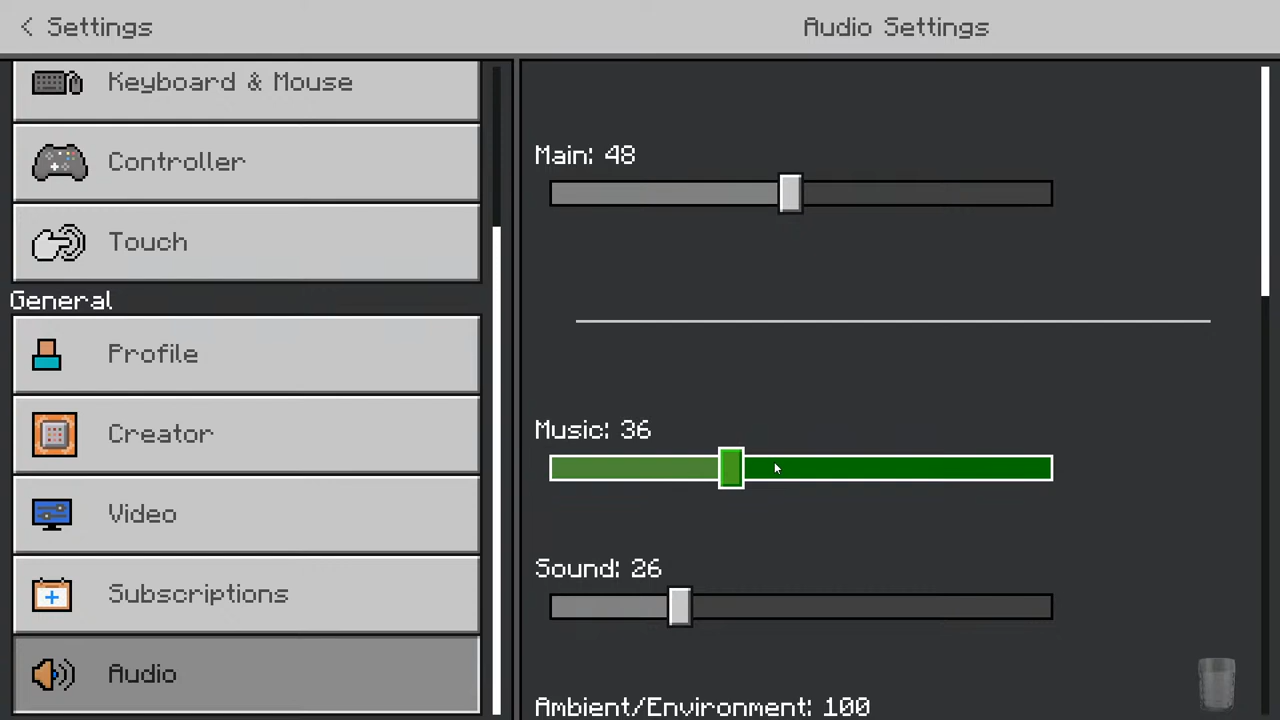 Settings
Audio Settings
Keyboard & Mouse
Controller
Touch
General
Profile
Creator
Video
Subscriptions
Audio
Main: 48
Music: 36
Sound: 26
Ambient/Environment: 100